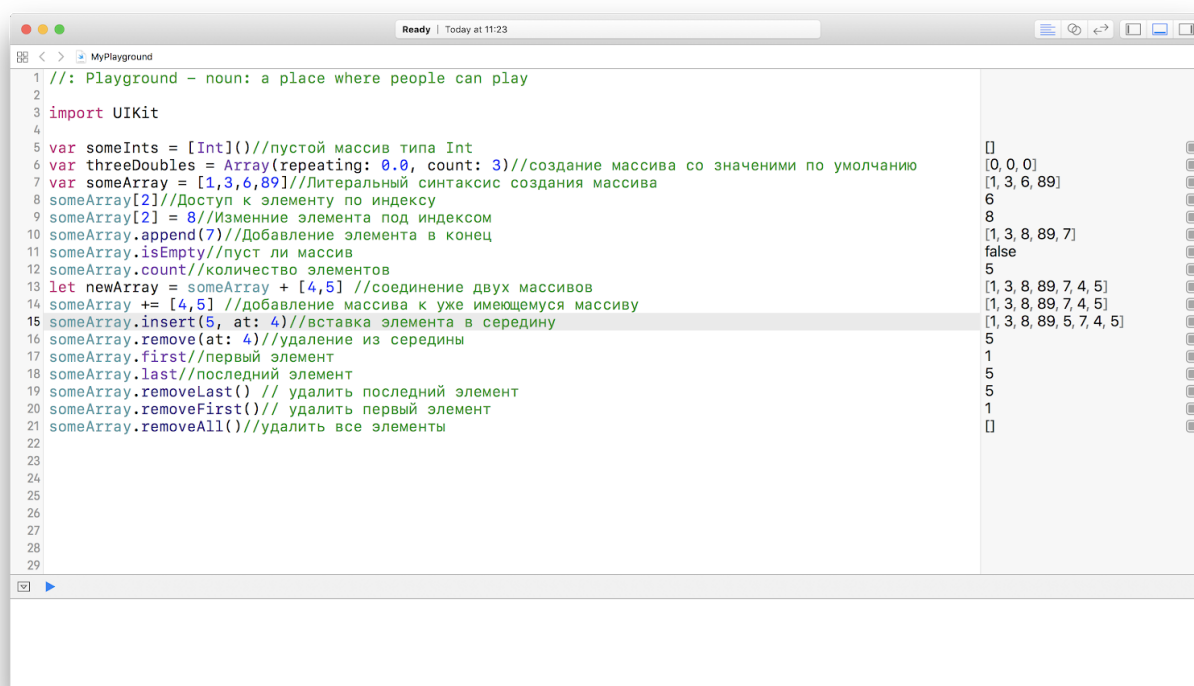 Ready | Today at 11:23
MyPlayground
1 //: Playground – noun: a place where people can play
2
3 import UIKit
4
5 var someInts = [Int]()//пустой массив типа Int []
6 var threeDoubles = Array(repeating: 0.0, count: 3)//создание массива со значеними по умолчанию [0, 0, 0]
7 var someArray = [1,3,6,89]//Литеральный синтаксис создания массива [1, 3, 6, 89]
8 someArray[2]//Доступ к элементу по индексу 6
9 someArray[2] = 8//Изменние элемента под индексом 8
10 someArray.append(7)//Добавление элемента в конец [1, 3, 8, 89, 7]
11 someArray.isEmpty//пуст ли массив false
12 someArray.count//количество элементов 5
13 let newArray = someArray + [4,5] //соединение двух массивов [1, 3, 8, 89, 7, 4, 5]
14 someArray += [4,5] //добавление массива к уже имеющемуся массиву [1, 3, 8, 89, 7, 4, 5]
15 someArray.insert(5, at: 4)//вставка элемента в середину [1, 3, 8, 89, 5, 7, 4, 5]
16 someArray.remove(at: 4)//удаление из середины 5
17 someArray.first//первый элемент 1
18 someArray.last//последний элемент 5
19 someArray.removeLast() // удалить последний элемент 5
20 someArray.removeFirst()// удалить первый элемент 1
21 someArray.removeAll()//удалить все элементы []
22
23
24
25
26
27
28
29